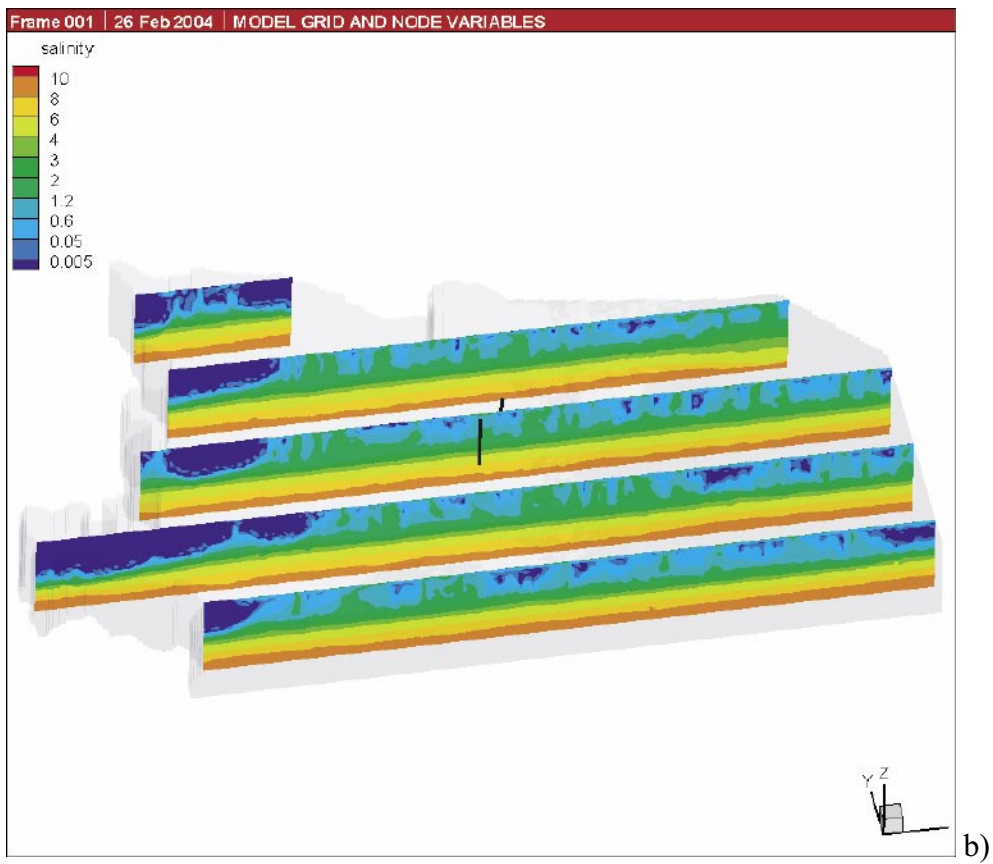 Frame 001 | 26 Feb 2004 | MODEL GRID AND NODE VARIABLES
salinity
10
8
6
4
3
2
1.2
0.6
0.05
0.005
Y Z
b)